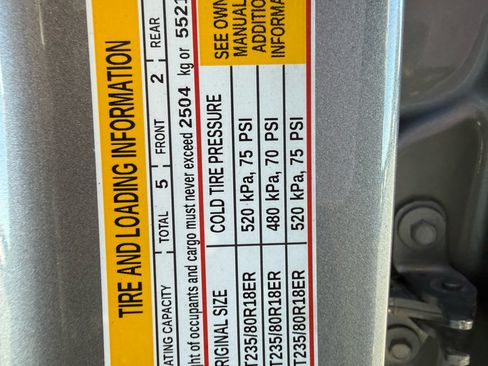 TIRE AND LOADING INFORMATION
ATING CAPACITY TOTAL 5 FRONT 2 REAR
ht of occupants and cargo must never exceed 2504 kg or 5521
RIGINAL SIZE COLD TIRE PRESSURE SEE OWN
MANUAL
ADDITIO
INFORMA
T235/80R18ER 520 kPa, 75 PSI
T235/80R18ER 480 kPa, 70 PSI
T235/80R18ER 520 kPa, 75 PSI